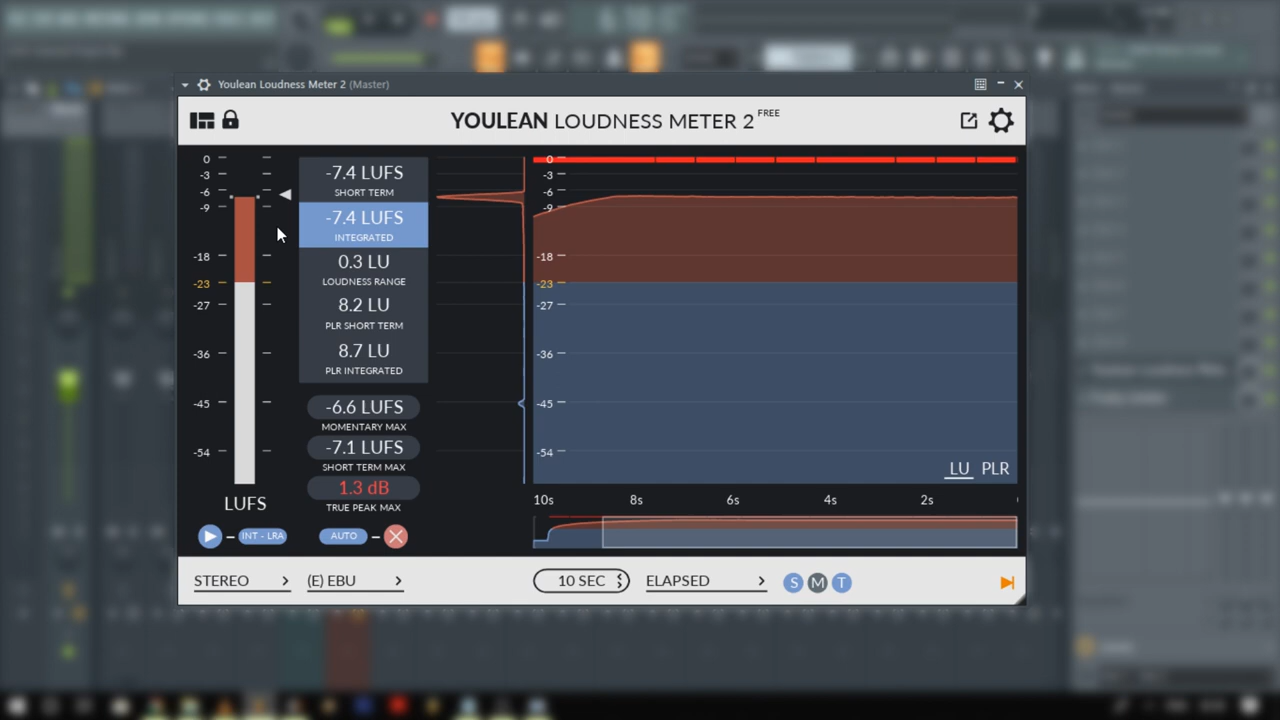 Youlean Loudness Meter 2 (Master)
YOULEAN LOUDNESS METER 2 FREE
0
-3
-6
-9
-18
-23
-27
-36
-45
-54
LUFS
-7.4 LUFS
SHORT TERM
-7.4 LUFS
INTEGRATED
0.3 LU
LOUDNESS RANGE
8.2 LU
PLR SHORT TERM
8.7 LU
PLR INTEGRATED
-6.6 LUFS
MOMENTARY MAX
-7.1 LUFS
SHORT TERM MAX
1.3 dB
TRUE PEAK MAX
INT - LRA
AUTO
0
-3
-6
-9
-18
-23
-27
-36
-45
-54
LU PLR
10s 8s 6s 4s 2s
STEREO
(E) EBU
10 SEC
ELAPSED
S M T